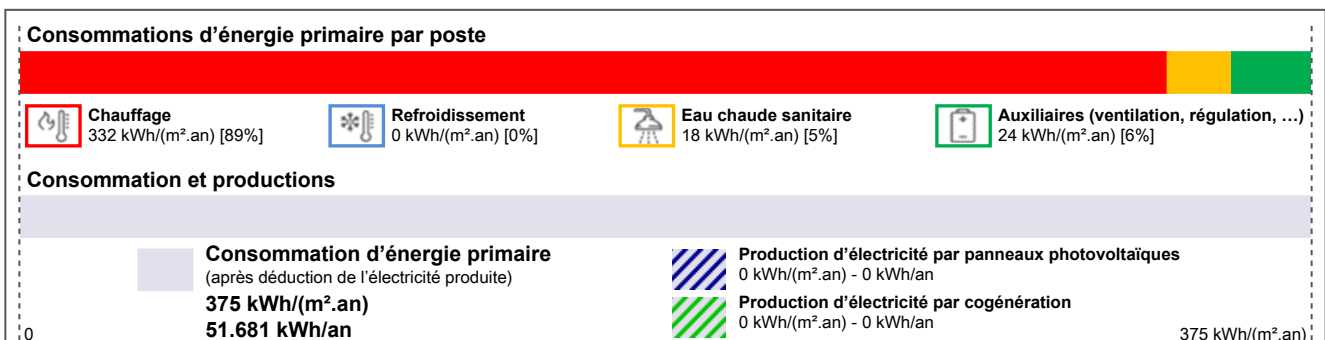 Consommations d'énergie primaire par poste
Chauffage
332 kWh/(m².an) [89%]
Refroidissement
0 kWh/(m².an) [0%]
Eau chaude sanitaire
18 kWh/(m².an) [5%]
Auxiliaires (ventilation, régulation, …)
24 kWh/(m².an) [6%]
Consommation et productions
Consommation d'énergie primaire
(après déduction de l'électricité produite)
375 kWh/(m².an)
51.681 kWh/an
Production d'électricité par panneaux photovoltaïques
0 kWh/(m².an) - 0 kWh/an
Production d'électricité par cogénération
0 kWh/(m².an) - 0 kWh/an
0
375 kWh/(m².an)